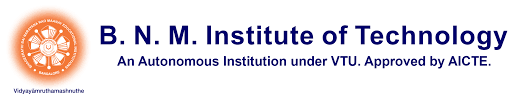 B. N. M. Institute of Technology
An Autonomous Institution under VTU. Approved by AICTE.
Vidyayāmruthamashnuthe